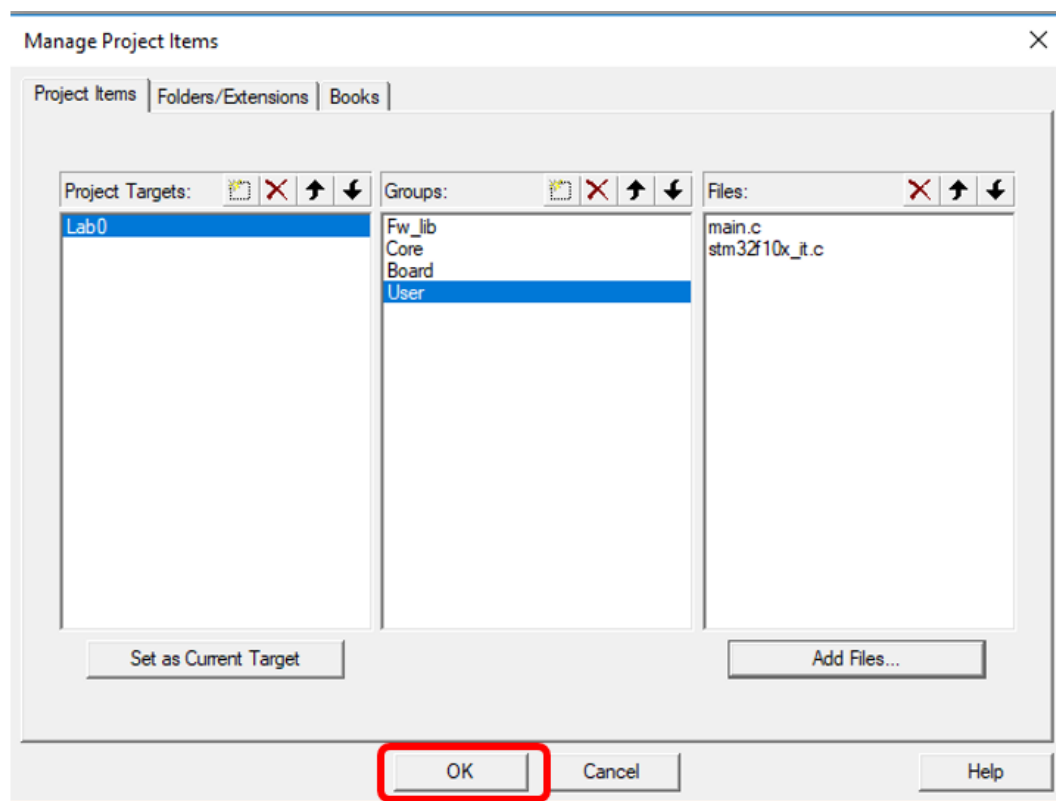 Manage Project Items
Project Items Folders/Extensions Books
Project Targets: Groups: Files:
Lab0
Fw_lib
Core
Board
User
main.c
stm32f10x_it.c
Set as Current Target
Add Files...
OK Cancel Help